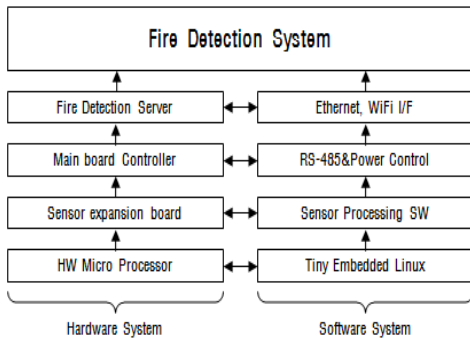 Fire Detection System
Fire Detection Server
Ethernet, WiFi I/F
Main board Controller
RS-485&Power Control
Sensor expansion board
Sensor Processing SW
HW Micro Processor
Tiny Embedded Linux
Hardware System
Software System